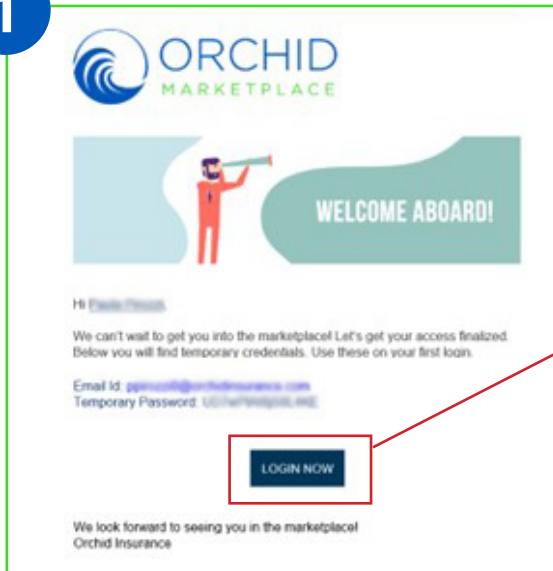 1
ORCHID
MARKETPLACE
WELCOME ABOARD!
Hi
We can't wait to get you into the marketplace! Let's get your access finalized.
Below you will find temporary credentials. Use these on your first login.
Email Id:
Temporary Password:
LOGIN NOW
We look forward to seeing you in the marketplace!
Orchid Insurance